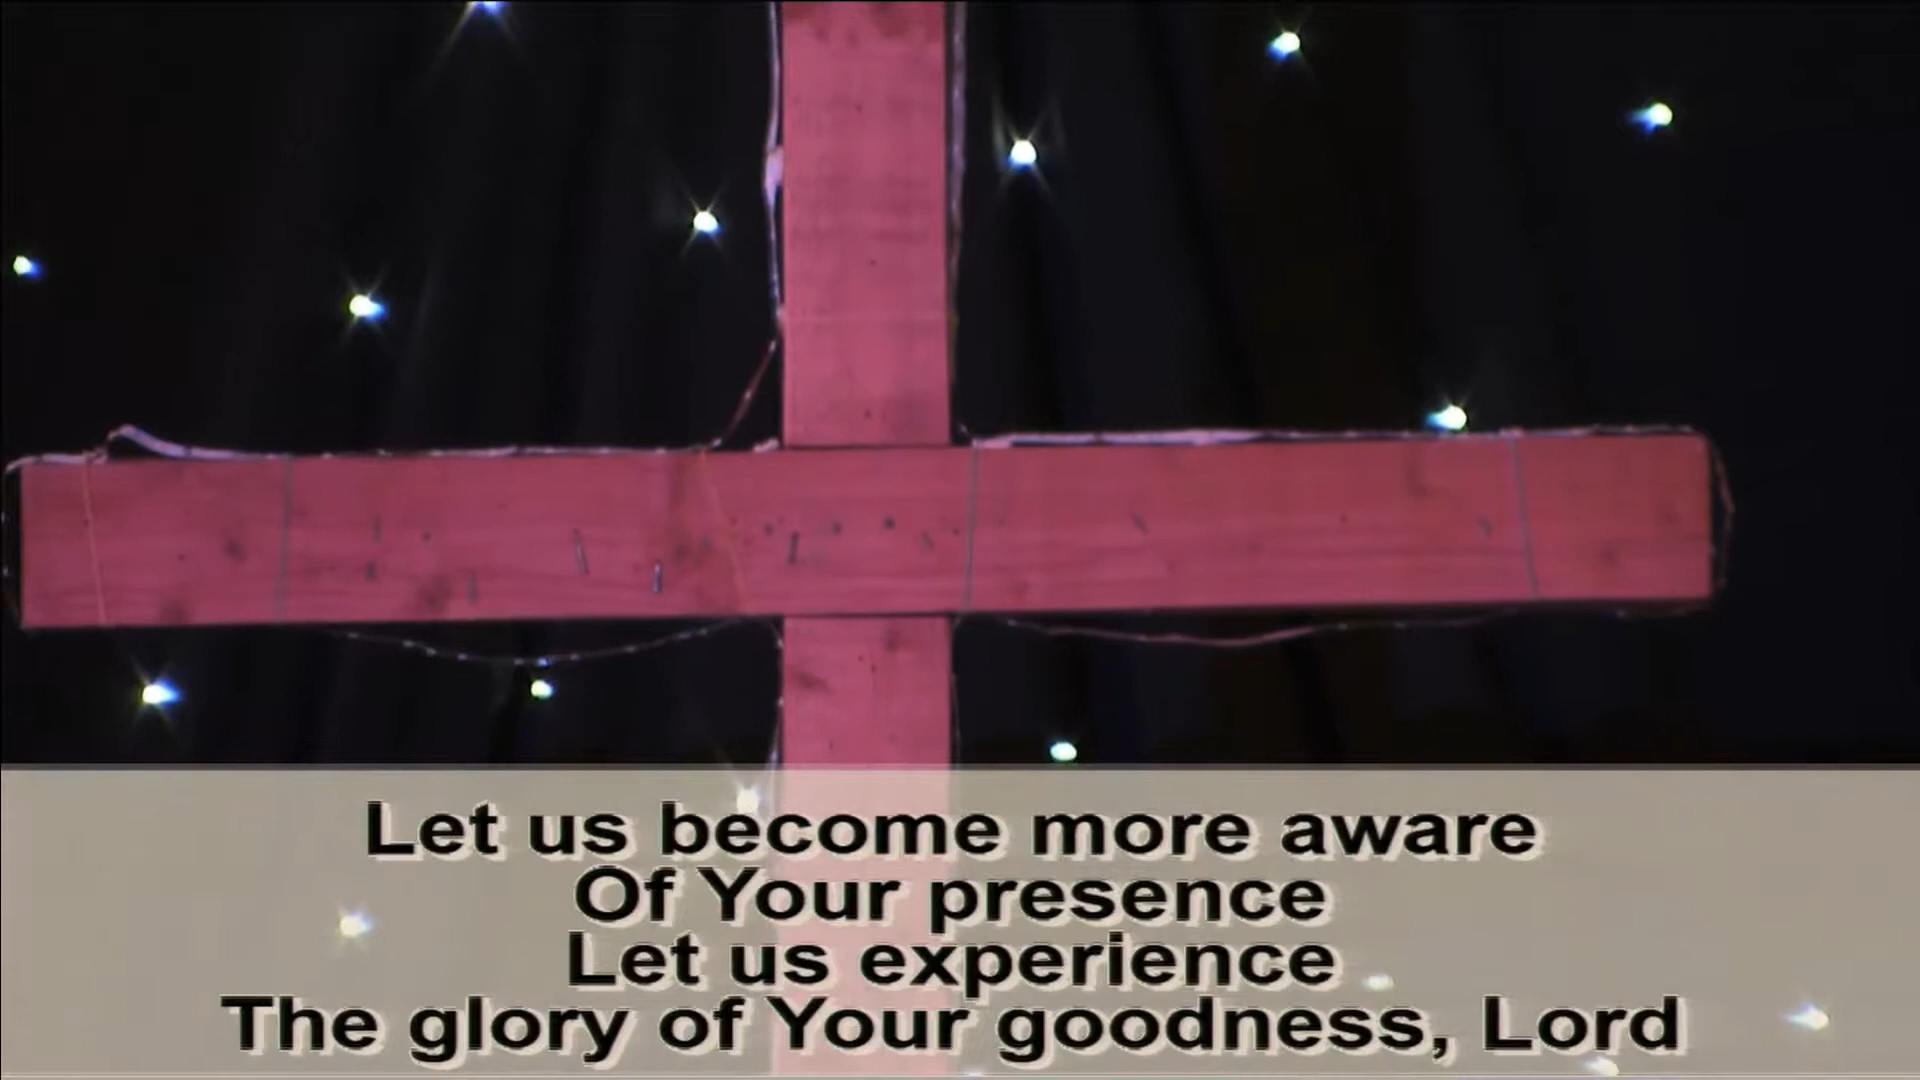 Let us become more aware
Of Your presence
Let us experience
The glory of Your goodness, Lord